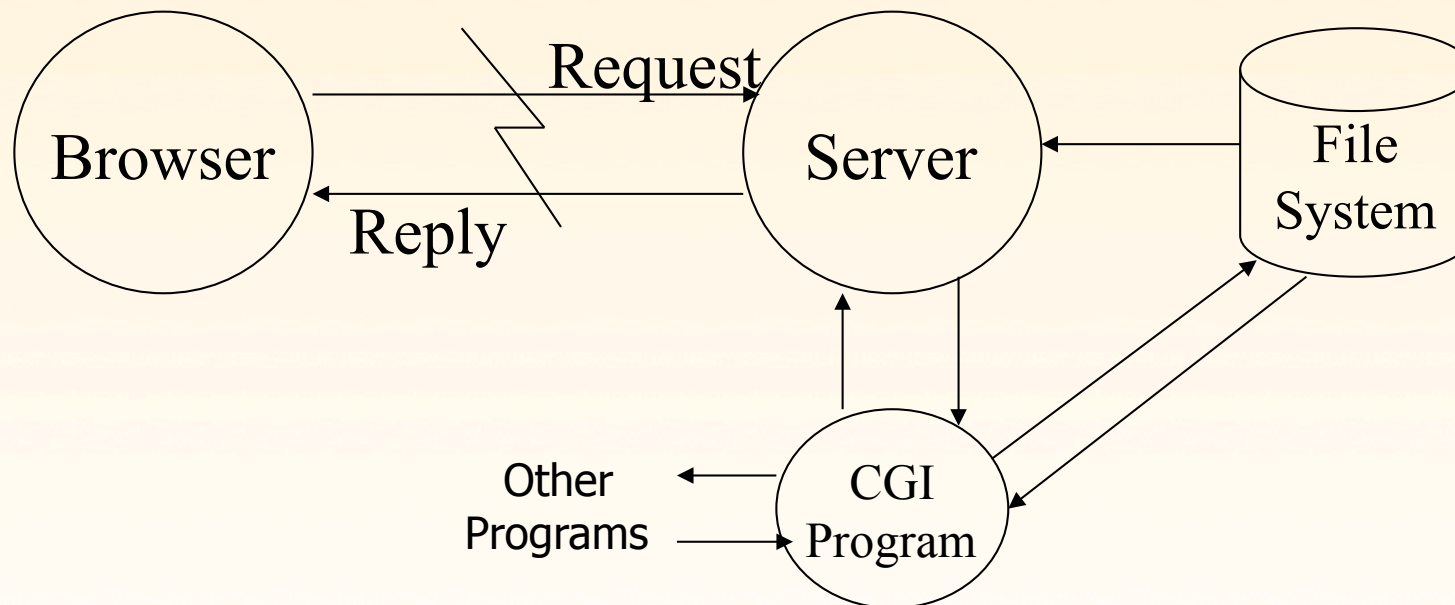 Request
Browser
Server
File
System
Reply
Other
Programs
CGI
Program